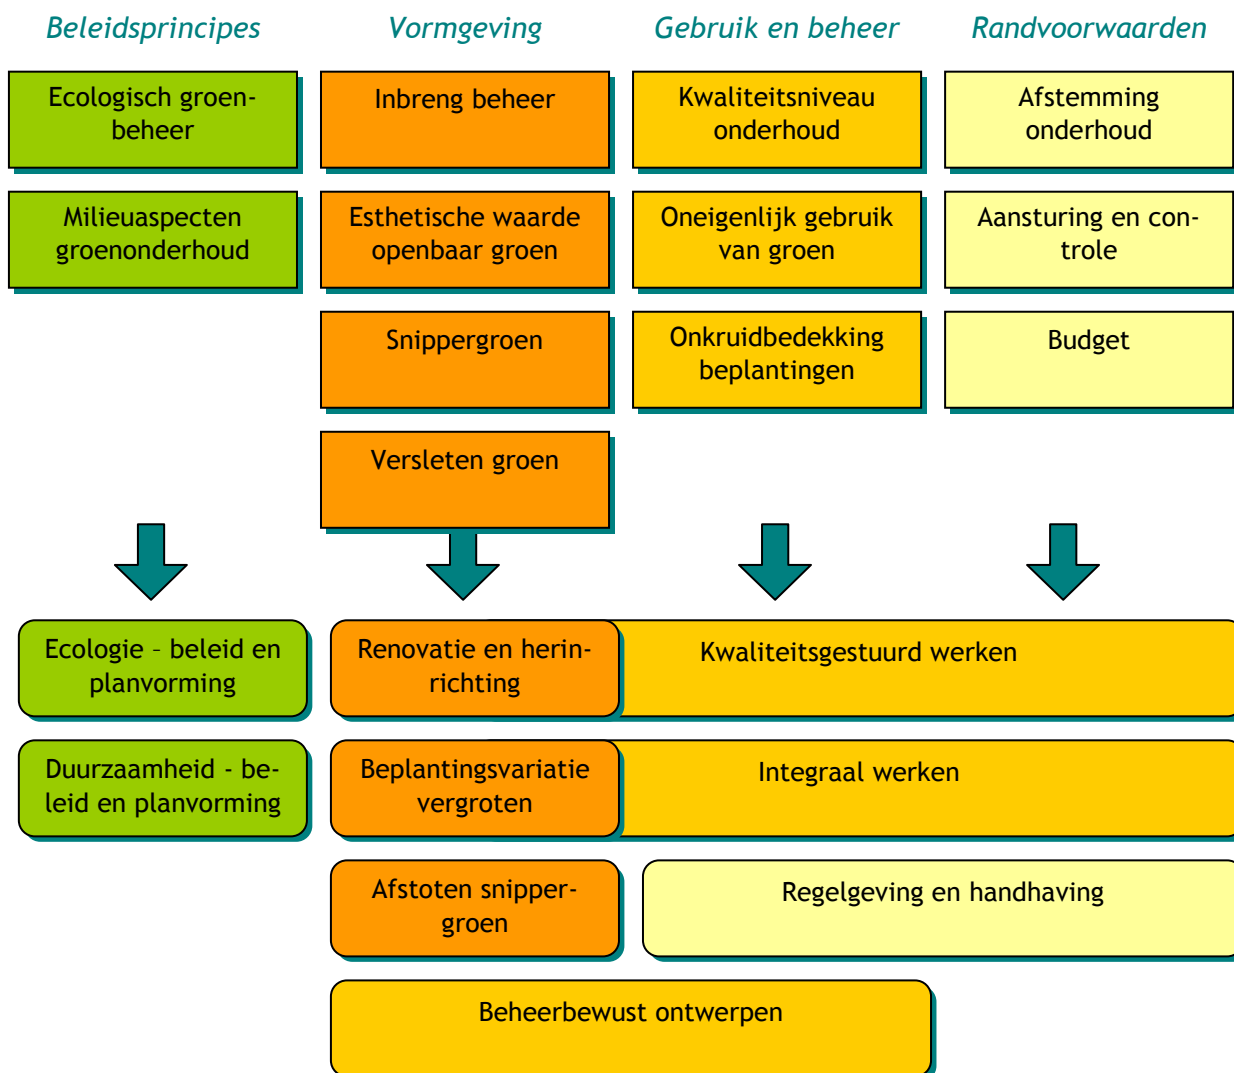 Beleidsprincipes
Vormgeving
Gebruik en beheer
Randvoorwaarden
Ecologisch groen-
beheer
Inbreng beheer
Kwaliteitsniveau
onderhoud
Afstemming
onderhoud
Milieuaspecten
groenonderhoud
Esthetische waarde
openbaar groen
Oneigenlijk gebruik
van groen
Aansturing en con-
trole
Snippergroen
Onkruidbedekking
beplantingen
Budget
Versleten groen
Ecologie – beleid en
planvorming
Renovatie en herin-
richting
Kwaliteitsgestuurd werken
Duurzaamheid - be-
leid en planvorming
Beplantingsvariatie
vergroten
Integraal werken
Afstoten snipper-
groen
Regelgeving en handhaving
Beheerbewust ontwerpen